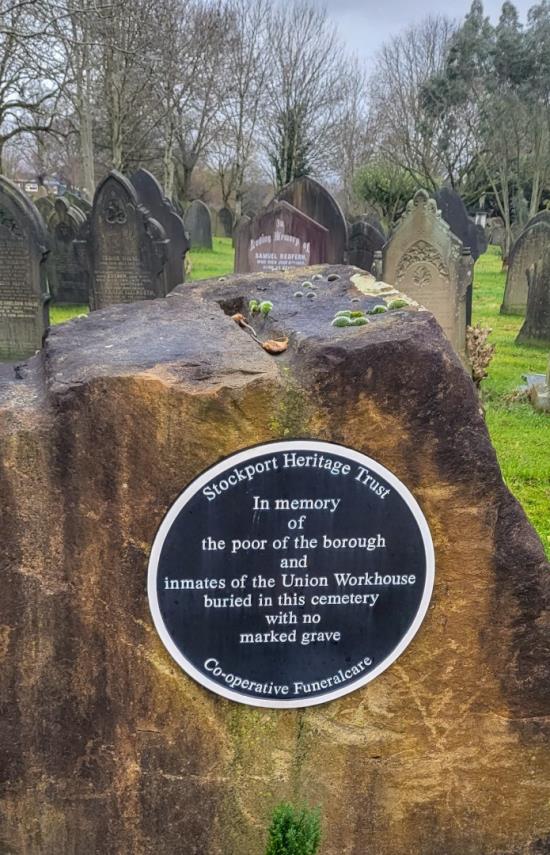 In Loving Memory of
SAMUEL REDFERN,
Stockport Heritage Trust
In memory
of
the poor of the borough
and
inmates of the Union Workhouse
buried in this cemetery
with no
marked grave
Co-operative Funeralcare